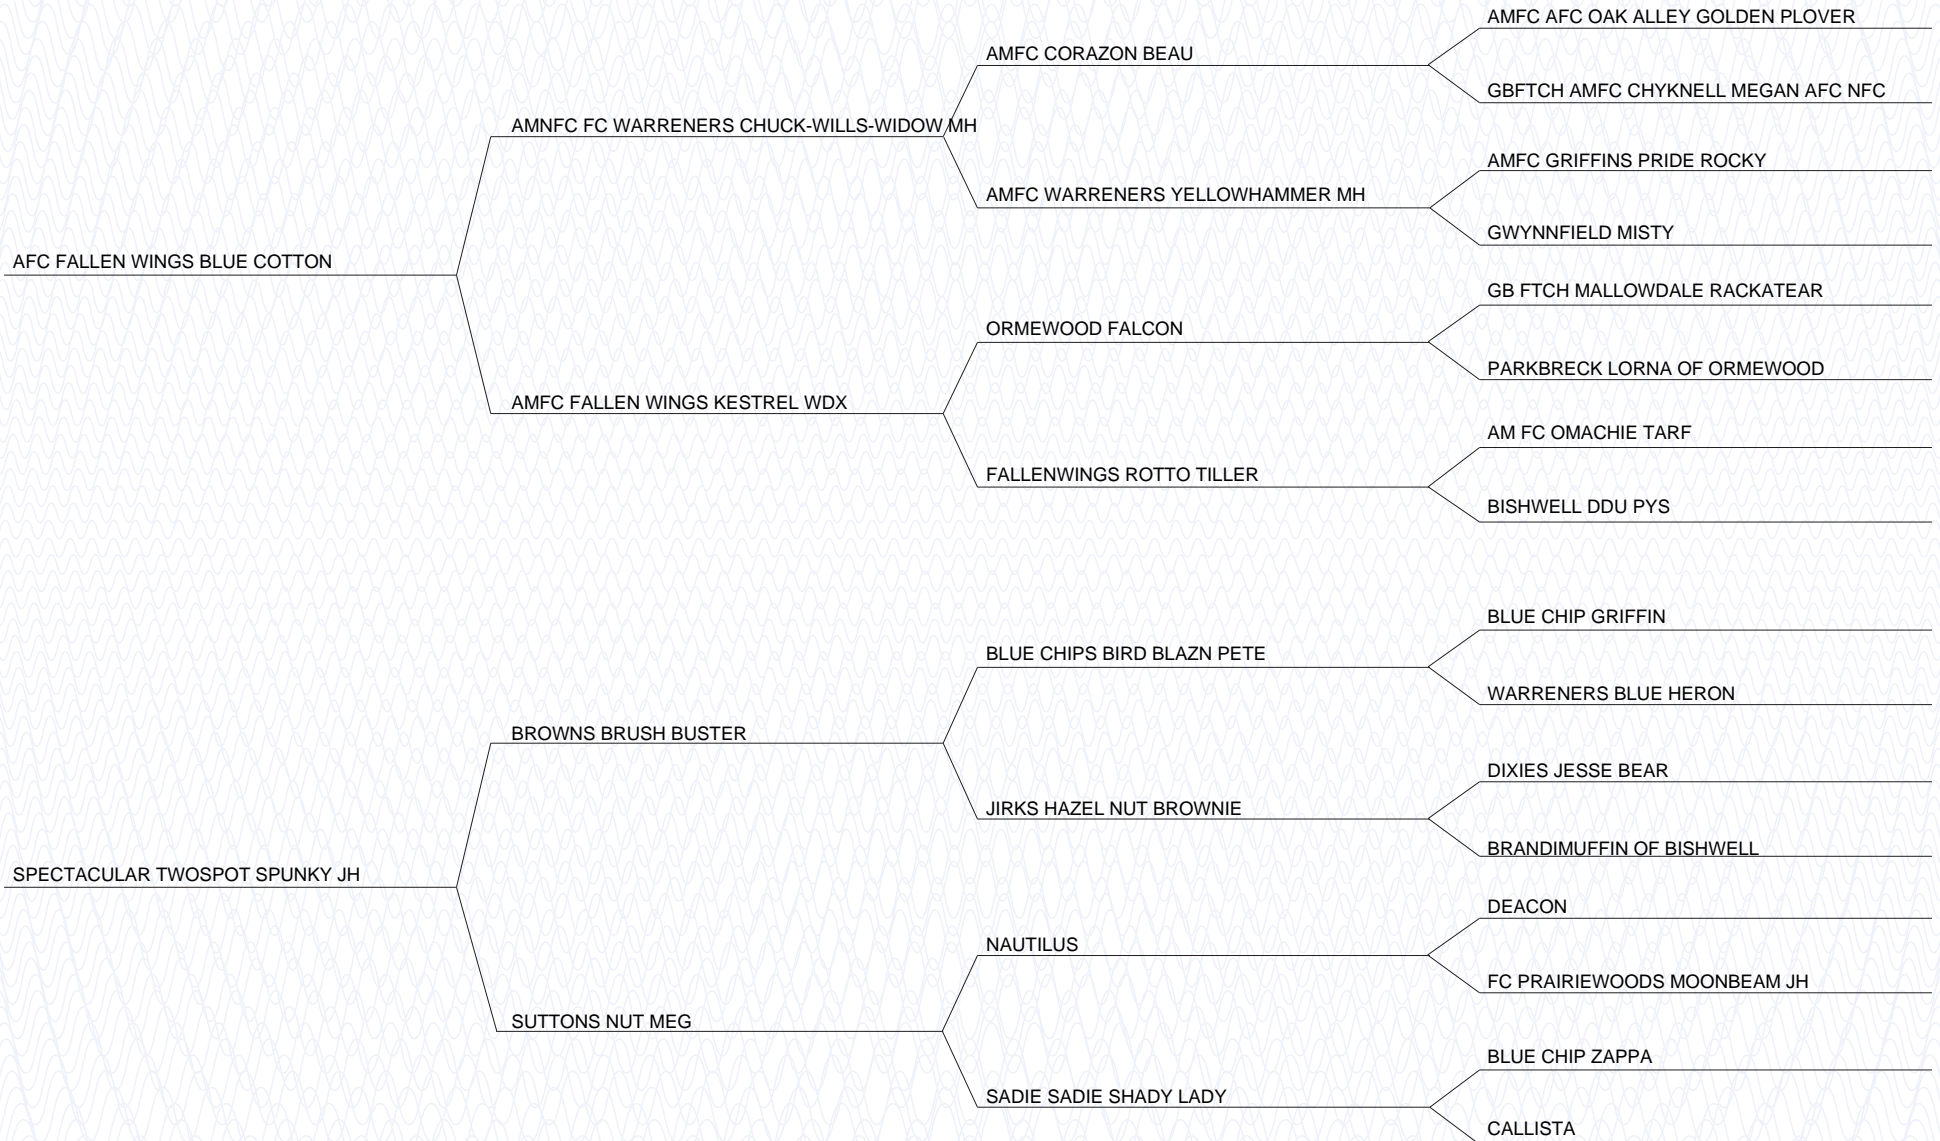 AMFC AFC OAK ALLEY GOLDEN PLOVER
AMFC CORAZON BEAU
GBFTCH AMFC CHYKNELL MEGAN AFC NFC
AMNFC FC WARRENERS CHUCK-WILLS-WIDOW MH
AMFC GRIFFINS PRIDE ROCKY
AMFC WARRENERS YELLOWHAMMER MH
GWYNNFIELD MISTY
AFC FALLEN WINGS BLUE COTTON
GB FTCH MALLOWDALE RACKATEAR
ORMEWOOD FALCON
PARKBRECK LORNA OF ORMEWOOD
AMFC FALLEN WINGS KESTREL WDX
AM FC OMACHIE TARF
FALLENWINGS ROTTO TILLER
BISHWELL DDU PYS
BLUE CHIP GRIFFIN
BLUE CHIPS BIRD BLAZN PETE
WARRENERS BLUE HERON
BROWNS BRUSH BUSTER
DIXIES JESSE BEAR
JIRKS HAZEL NUT BROWNIE
BRANDIMUFFIN OF BISHWELL
SPECTACULAR TWOSPOT SPUNKY JH
DEACON
NAUTILUS
FC PRAIRIEWOODS MOONBEAM JH
SUTTONS NUT MEG
BLUE CHIP ZAPPA
SADIE SADIE SHADY LADY
CALLISTA